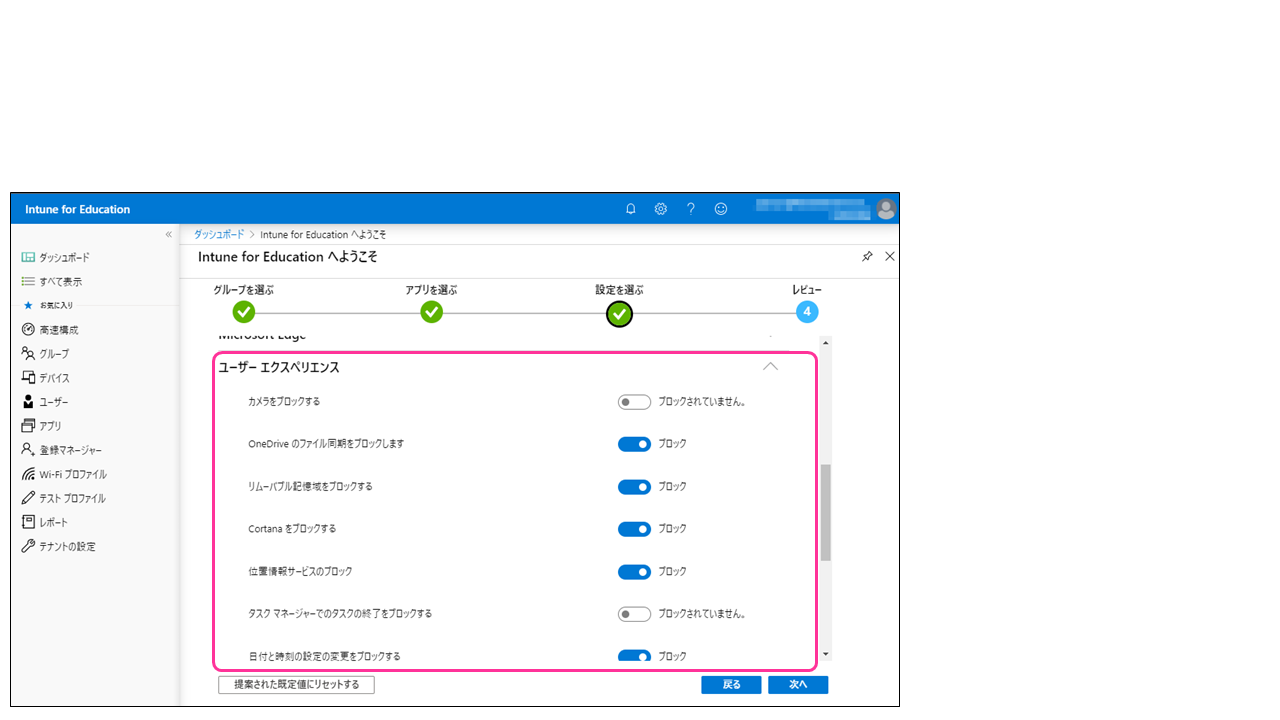 Intune for Education
ダッシュボード > Intune for Education へようこそ
Intune for Education へようこそ
ダッシュボード
すべて表示
お気に入り
高速構成
グループ
デバイス
ユーザー
アプリ
登録マネージャー
Wi-Fi プロファイル
テスト プロファイル
レポート
テナントの設定
グループを選ぶ
アプリを選ぶ
設定を選ぶ
レビュー
4
Microsoft Edge
ユーザー エクスペリエンス
カメラをブロックする ブロックされていません。
OneDrive のファイル同期をブロックします ブロック
リムーバブル記憶域をブロックする ブロック
Cortana をブロックする ブロック
位置情報サービスのブロック ブロック
タスク マネージャーでのタスクの終了をブロックする ブロックされていません。
日付と時刻の設定の変更をブロックする ブロック
提案された既定値にリセットする
戻る
次へ